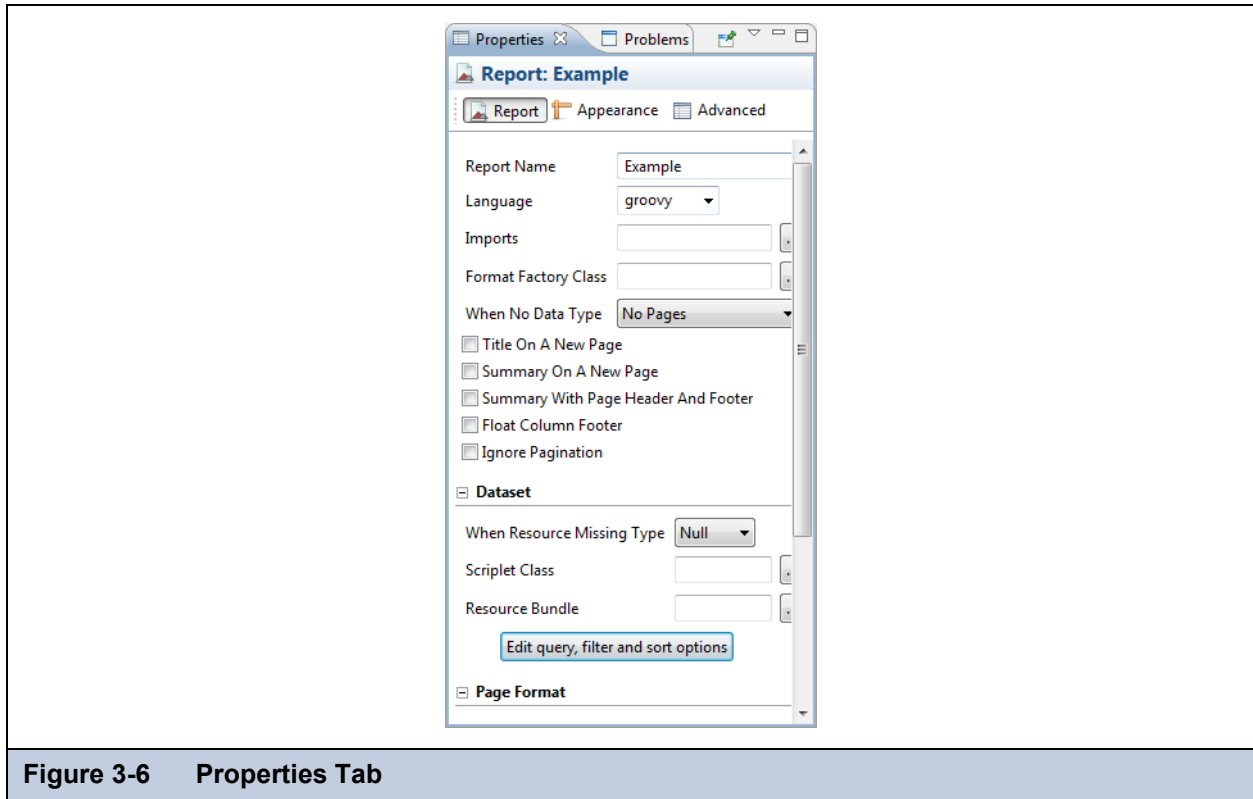 Properties Problems
Report: Example
Report Appearance Advanced
Report Name Example
Language groovy
Imports
Format Factory Class
When No Data Type No Pages
Title On A New Page
Summary On A New Page
Summary With Page Header And Footer
Float Column Footer
Ignore Pagination
Dataset
When Resource Missing Type Null
Scriplet Class
Resource Bundle
Edit query, filter and sort options
Page Format
Figure 3-6 Properties Tab